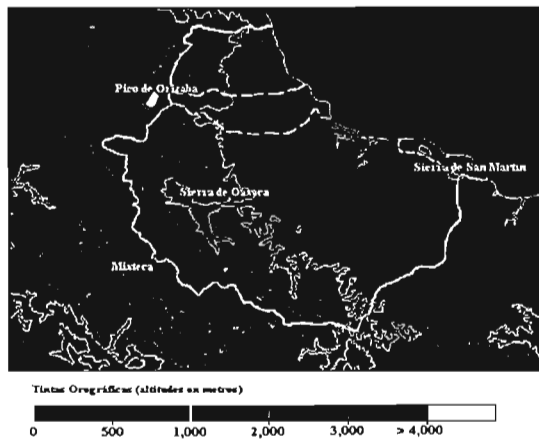 Pico de Orizaba
Sierra de San Martín
Sierra de Oaxaca
Mixteca
Tintas Orográficas (altitudes en metros)
0 500 1,000 2,000 3,000 > 4,000